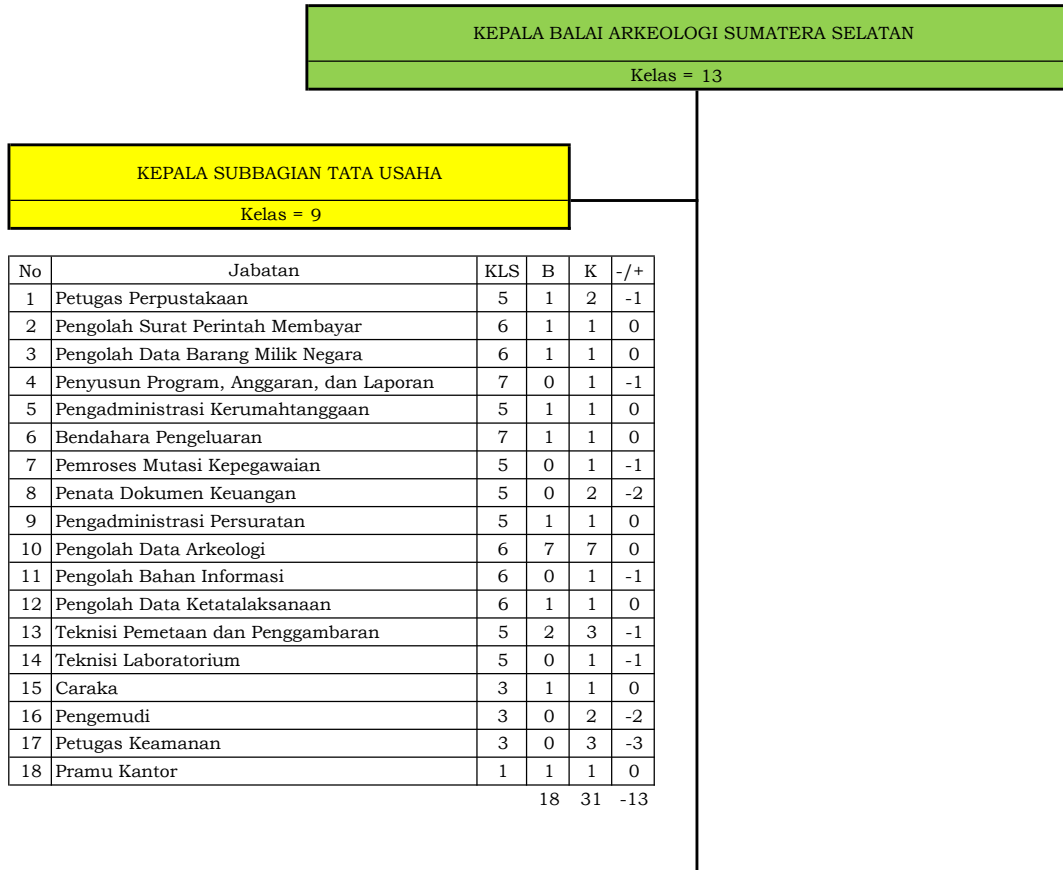 KEPALA BALAI ARKEOLOGI SUMATERA SELATAN
Kelas = 13
KEPALA SUBBAGIAN TATA USAHA
Kelas = 9
No Jabatan KLS B K -/+
1 Petugas Perpustakaan 5 1 2 -1
2 Pengolah Surat Perintah Membayar 6 1 1 0
3 Pengolah Data Barang Milik Negara 6 1 1 0
4 Penyusun Program, Anggaran, dan Laporan 7 0 1 -1
5 Pengadministrasi Kerumahtanggaan 5 1 1 0
6 Bendahara Pengeluaran 7 1 1 0
7 Pemroses Mutasi Kepegawaian 5 0 1 -1
8 Penata Dokumen Keuangan 5 0 2 -2
9 Pengadministrasi Persuratan 5 1 1 0
10 Pengolah Data Arkeologi 6 7 7 0
11 Pengolah Bahan Informasi 6 0 1 -1
12 Pengolah Data Ketatalaksanaan 6 1 1 0
13 Teknisi Pemetaan dan Penggambaran 5 2 3 -1
14 Teknisi Laboratorium 5 0 1 -1
15 Caraka 3 1 1 0
16 Pengemudi 3 0 2 -2
17 Petugas Keamanan 3 0 3 -3
18 Pramu Kantor 1 1 1 0
18 31 -13